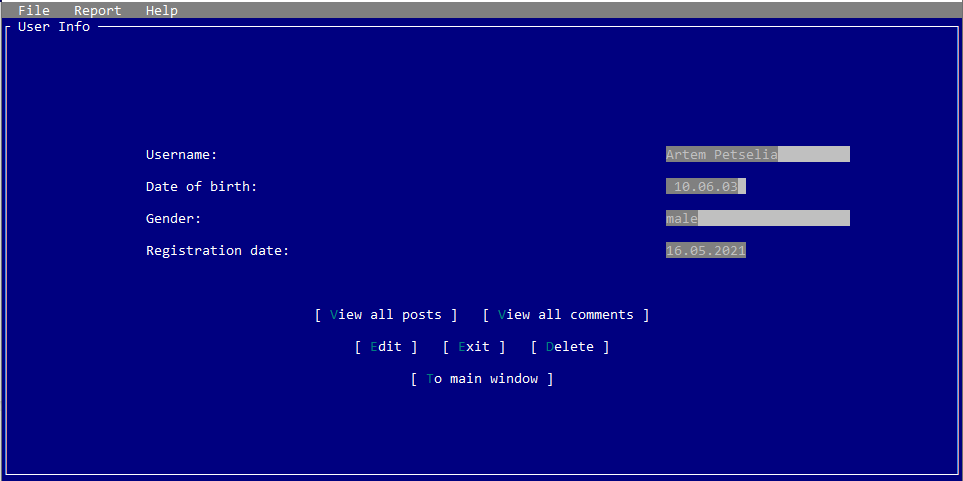 File Report Help
User Info
Username: Artem Petselia
Date of birth: 10.06.03
Gender: male
Registration date: 16.05.2021
[ View all posts ] [ View all comments ]
[ Edit ] [ Exit ] [ Delete ]
[ To main window ]